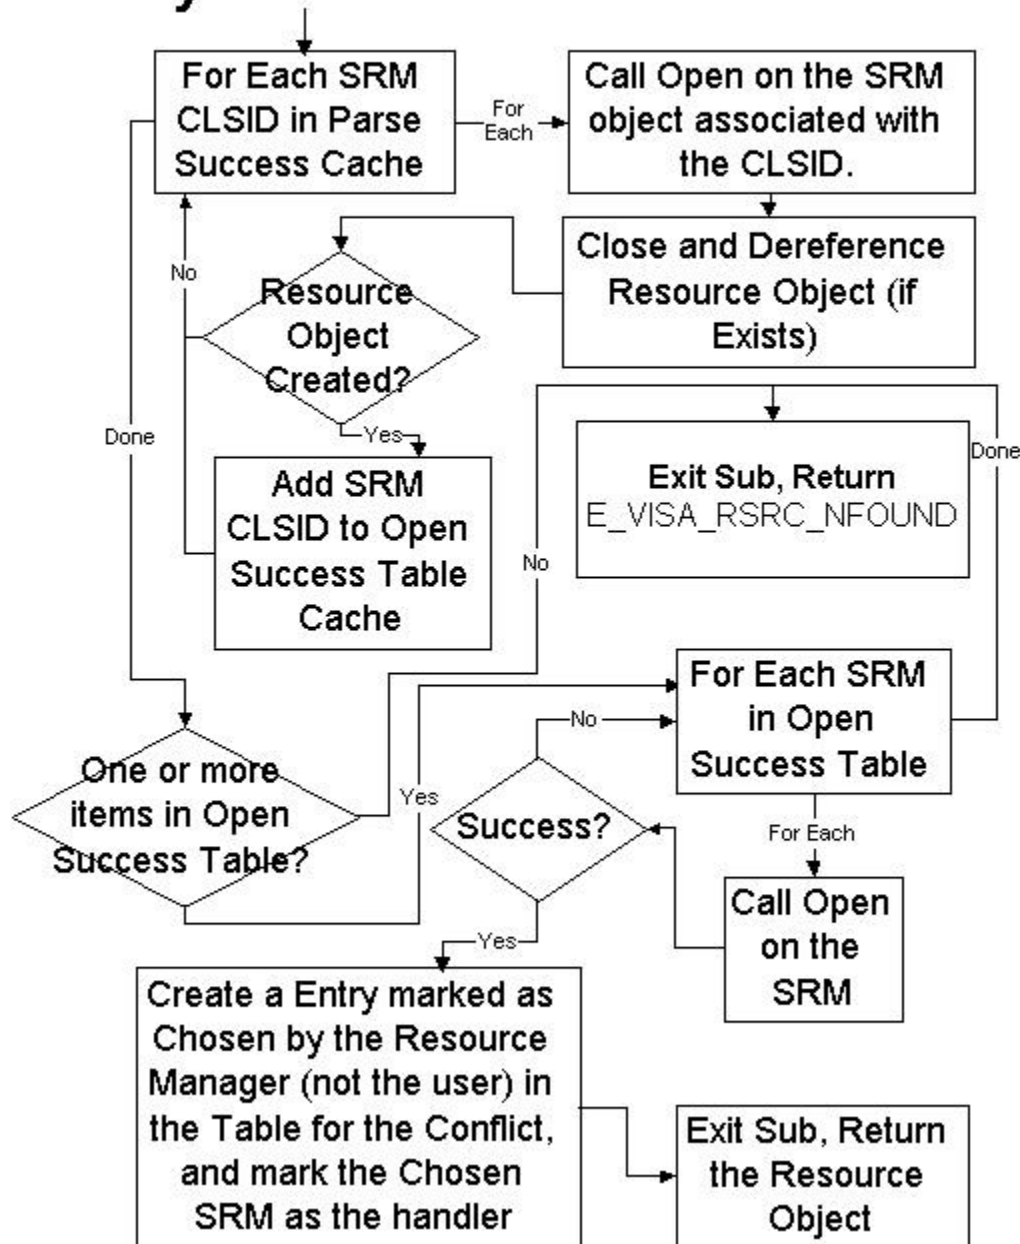 For Each SRM
CLSID in Parse
Success Cache
For
Each
Call Open on the SRM
object associated with
the CLSID.
Close and Dereference
Resource Object (if
Exists)
No
Resource
Object
Created?
Done
Yes
Add SRM
CLSID to Open
Success Table
Cache
Exit Sub, Return
E_VISA_RSRC_NFOUND
Done
No
For Each SRM
in Open
Success Table
No
One or more
items in Open
Success Table?
Yes
Success?
For Each
Call Open
on the
SRM
Yes
Create a Entry marked as
Chosen by the Resource
Manager (not the user) in
the Table for the Conflict,
and mark the Chosen
SRM as the handler
Exit Sub, Return
the Resource
Object